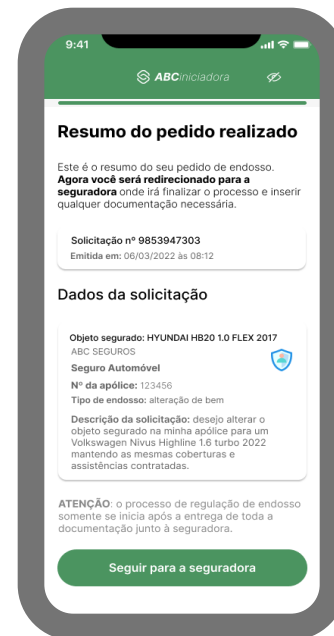 9:41
ABCiniciadora
Resumo do pedido realizado
Este é o resumo do seu pedido de endosso.
Agora você será redirecionado para a
seguradora onde irá finalizar o processo e inserir
qualquer documentação necessária.
Solicitação nº 9853947303
Emitida em: 06/03/2022 às 08:12
Dados da solicitação
Objeto segurado: HYUNDAI HB20 1.0 FLEX 2017
ABC SEGUROS
Seguro Automóvel
Nº da apólice: 123456
Tipo de endosso: alteração de bem
Descrição da solicitação: desejo alterar o
objeto segurado na minha apólice para um
Volkswagen Nivus Highline 1.6 turbo 2022
mantendo as mesmas coberturas e
assistências contratadas.
ATENÇÃO: o processo de regulação de endosso
somente se inicia após a entrega de toda a
documentação junto à seguradora.
Seguir para a seguradora